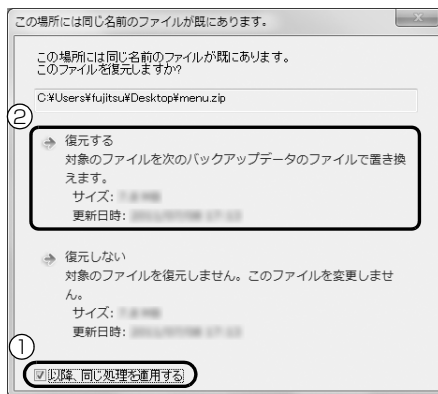 この場所には同じ名前のファイルが既にあります。
この場所には同じ名前のファイルが既にあります。
このファイルを復元しますか?
C:¥Users¥fujitsu¥Desktop¥menu.zip
②
復元する
対象のファイルを次のバックアップデータのファイルで置き換
えます。
サイズ:
更新日時:
復元しない
対象のファイルを復元しません。このファイルを変更しませ
ん。
サイズ:
更新日時:
①
以降、同じ処理を適用する